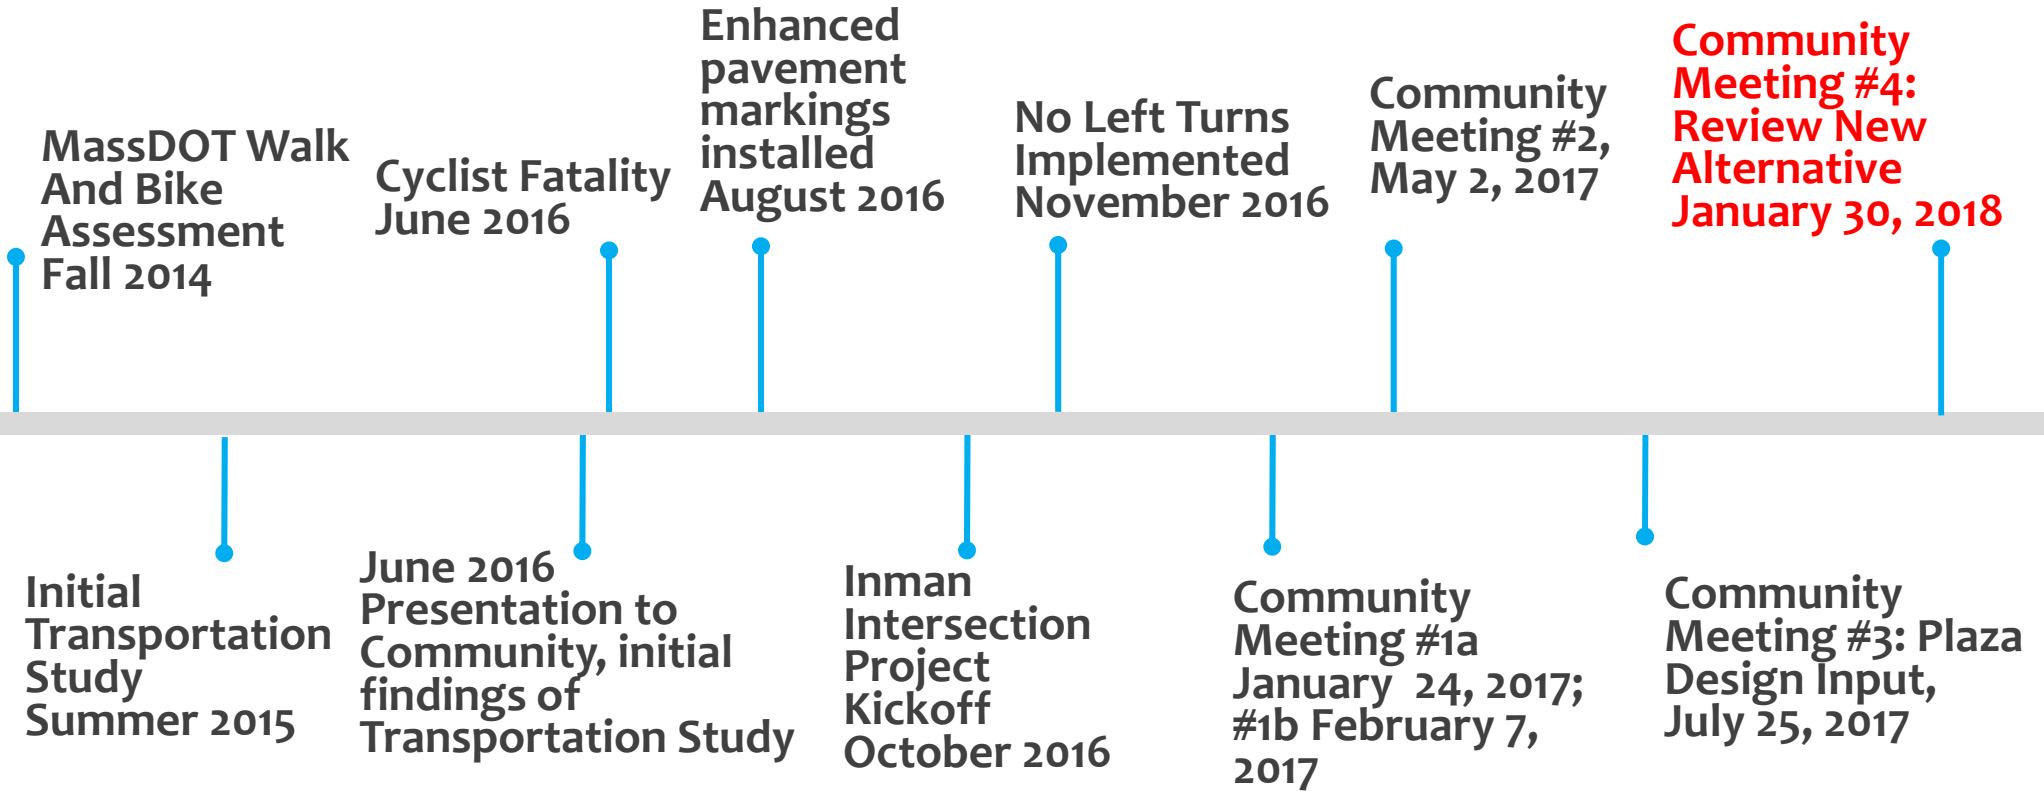 MassDOT Walk
And Bike
Assessment
Fall 2014
Cyclist Fatality
June 2016
Enhanced
pavement
markings
installed
August 2016
No Left Turns
Implemented
November 2016
Community
Meeting #2,
May 2, 2017
Community
Meeting #4:
Review New
Alternative
January 30, 2018
Initial
Transportation
Study
Summer 2015
June 2016
Presentation to
Community, initial
findings of
Transportation Study
Inman
Intersection
Project
Kickoff
October 2016
Community
Meeting #1a
January  24, 2017;
#1b February 7,
2017
Community
Meeting #3: Plaza
Design Input,
July 25, 2017